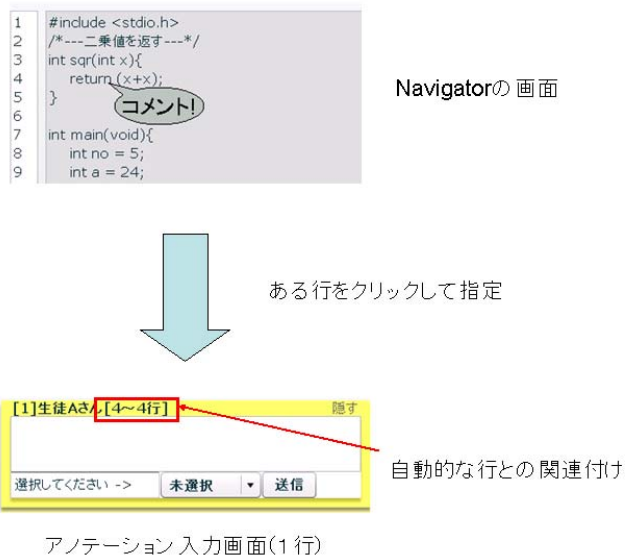 1 #include <stdio.h>
2 /*---二乗値を返す---*/
3 int sqr(int x){
4 return (x+x);
5 }
コメント!
6
7 int main(void){
8 int no = 5;
9 int a = 24;
Navigatorの画面
ある行をクリックして指定
[1]生徒Aさん[4～4行] 隠す
選択してください -> 未選択 送信
自動的な行との関連付け
アノテーション入力画面(1行)